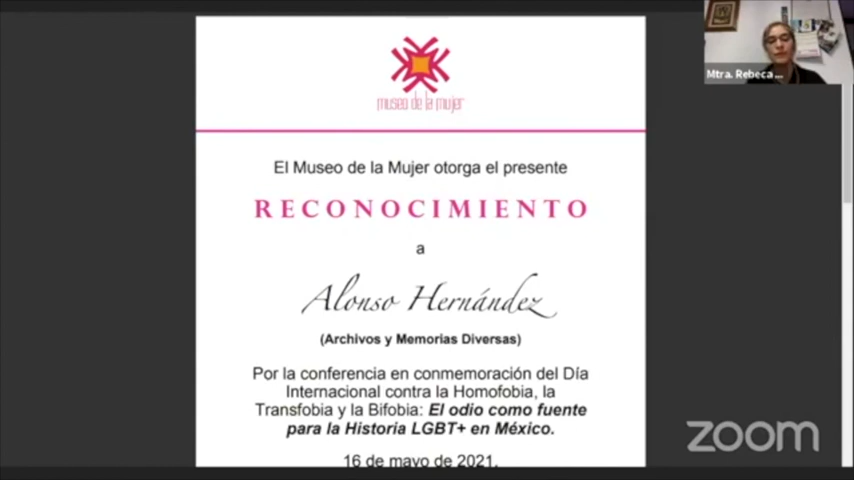 museo de la mujer
Mtra. Rebeca ...
El Museo de la Mujer otorga el presente
RECONOCIMIENTO
a
Alonso Hernández
(Archivos y Memorias Diversas)
Por la conferencia en conmemoración del Día
Internacional contra la Homofobia, la
Transfobia y la Bifobia: El odio como fuente
para la Historia LGBT+ en México.
16 de mayo de 2021.
zoom